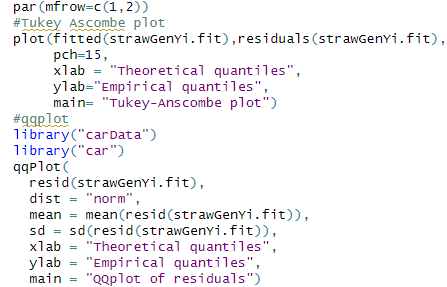 par(mfrow=c(1,2))
#Tukey Ascombe plot
plot(fitted(strawGenYi.fit),residuals(strawGenYi.fit),
pch=15,
xlab = "Theoretical quantiles",
ylab="Empirical quantiles",
main= "Tukey-Anscombe plot")
#qqplot
library("carData")
library("car")
qqPlot(
resid(strawGenYi.fit),
dist = "norm",
mean = mean(resid(strawGenYi.fit)),
sd = sd(resid(strawGenYi.fit)),
xlab = "Theoretical quantiles",
ylab = "Empirical quantiles",
main = "QQplot of residuals")